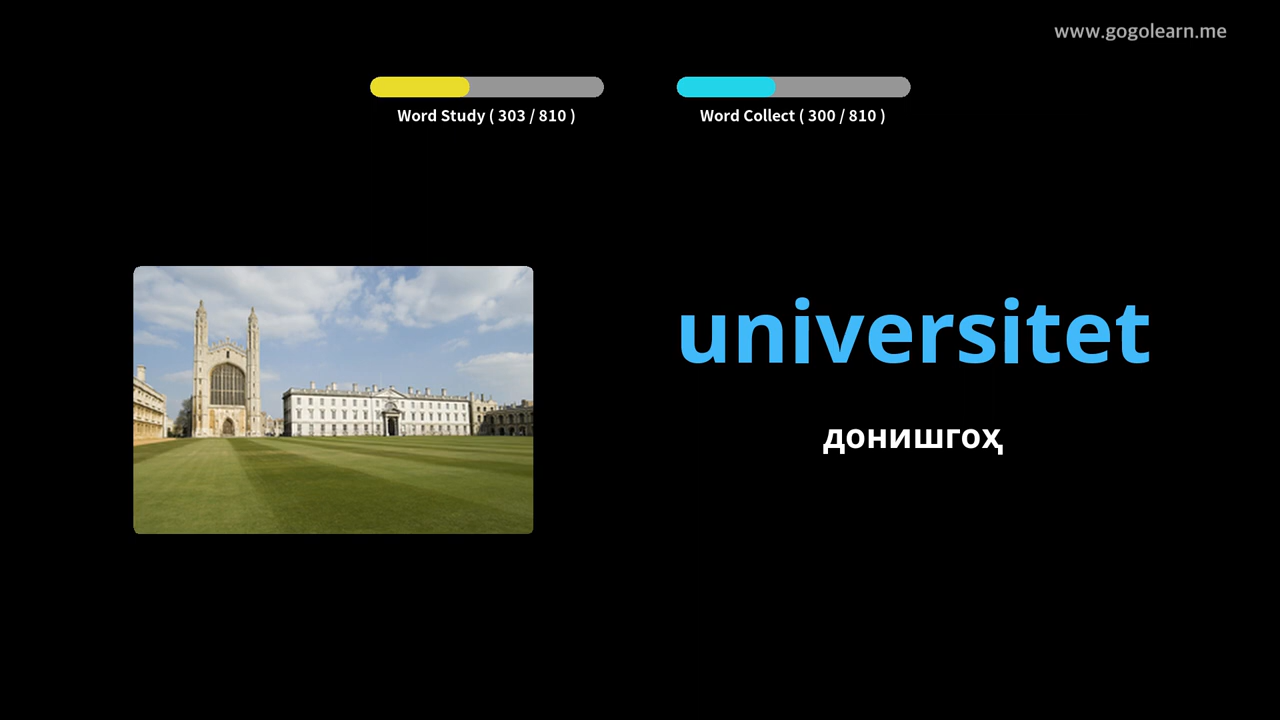 www.gogolearn.me
Word Study ( 303 / 810 )
Word Collect ( 300 / 810 )
universitet
донишгоҳ